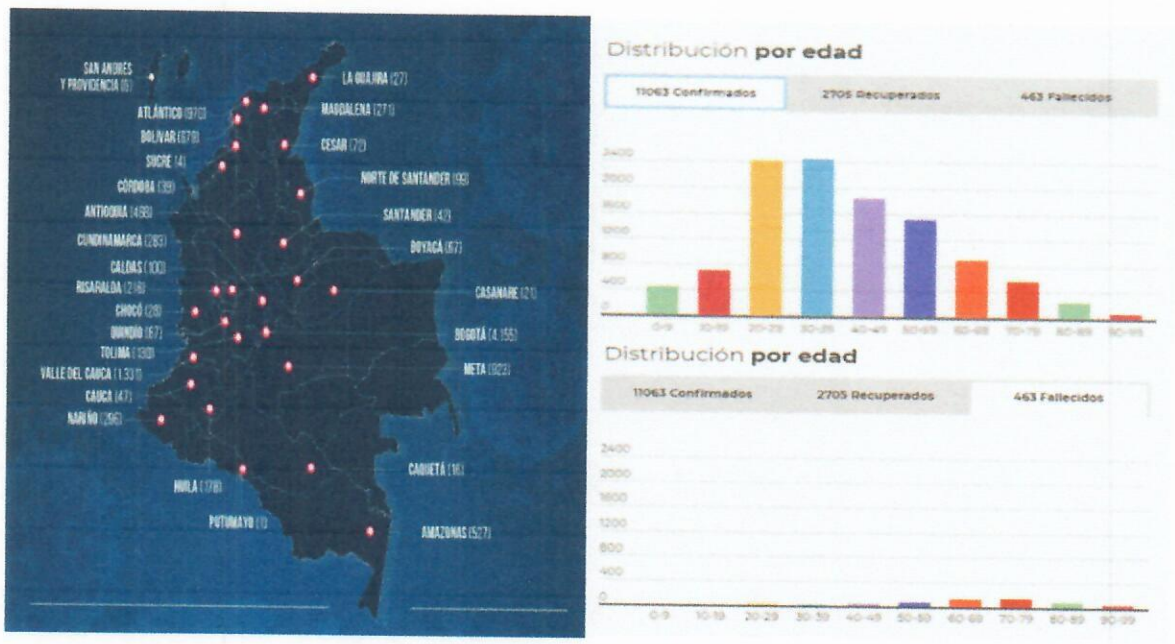 SAN ANDRÉS
Y PROVIDENCIA (6)
ATLÁNTICO (970)
BOLÍVAR (679)
SUCRE (4)
CÓRDOBA (39)
ANTIOQUIA (493)
CUNDINAMARCA (283)
CALDAS (100)
RISARALDA (216)
CHOCÓ (28)
QUINDÍO (67)
TOLIMA (130)
VALLE DEL CAUCA (1.331)
CAUCA (47)
NARIÑO (296)
HUILA (178)
PUTUMAYO (1)
LA GUAJIRA (27)
MAGDALENA (271)
CESAR (72)
NORTE DE SANTANDER (99)
SANTANDER (42)
BOYACÁ (67)
CASANARE (21)
BOGOTÁ (4.155)
META (923)
CAQUETÁ (16)
AMAZONAS (527)
Distribución por edad
11063 Confirmados 2705 Recuperados 463 Fallecidos
2400
2000
1600
1200
800
400
0
0-9 10-19 20-29 30-39 40-49 50-59 60-69 70-79 80-89 90-99
Distribución por edad
11063 Confirmados 2705 Recuperados 463 Fallecidos
2400
2000
1600
1200
800
400
0
0-9 10-19 20-29 30-39 40-49 50-59 60-69 70-79 80-89 90-99